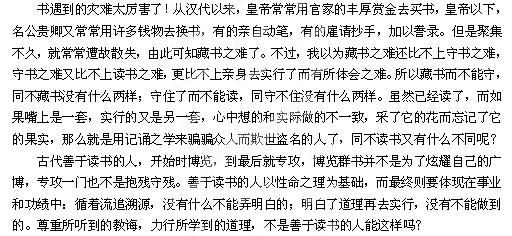 书遇到的灾难太厉害了！从汉代以来，皇帝常常用官家的丰厚赏金去买书，皇帝以下，
名公贵卿又常常用许多钱物去换书，有的亲自动笔，有的雇请抄手，加以誊录。但是聚集
不久，就常常遭故散失，由此可知藏书之难了。不过，我以为藏书之难还比不上守书之难，
守书之难又比不上读书之难，更比不上亲身去实行了而有所体会之难。所以藏书而不能守，
同不藏书没有什么两样；守住了而不能读，同守不住没有什么两样。虽然已经读了，而如
果嘴上是一套，实行的又是另一套，心中想的和实际做的不一致，采了它的花而忘记了它
的果实，那么就是用记诵之学来骗骗众人而欺世盗名的人了，同不读书又有什么不同呢？
古代善于读书的人，开始时博览，到最后就专攻，博览群书并不是为了炫耀自己的广
博，专攻一门也不是抱残守残。善于读书的人以性命之理为基础，而最终则要体现在事业
和功绩中：循着流追溯源，没有什么不能弄明白的；明白了道理再去实行，没有不能做到
的。尊重所听到的教诲，力行所学到的道理，不是善于读书的人能这样吗？